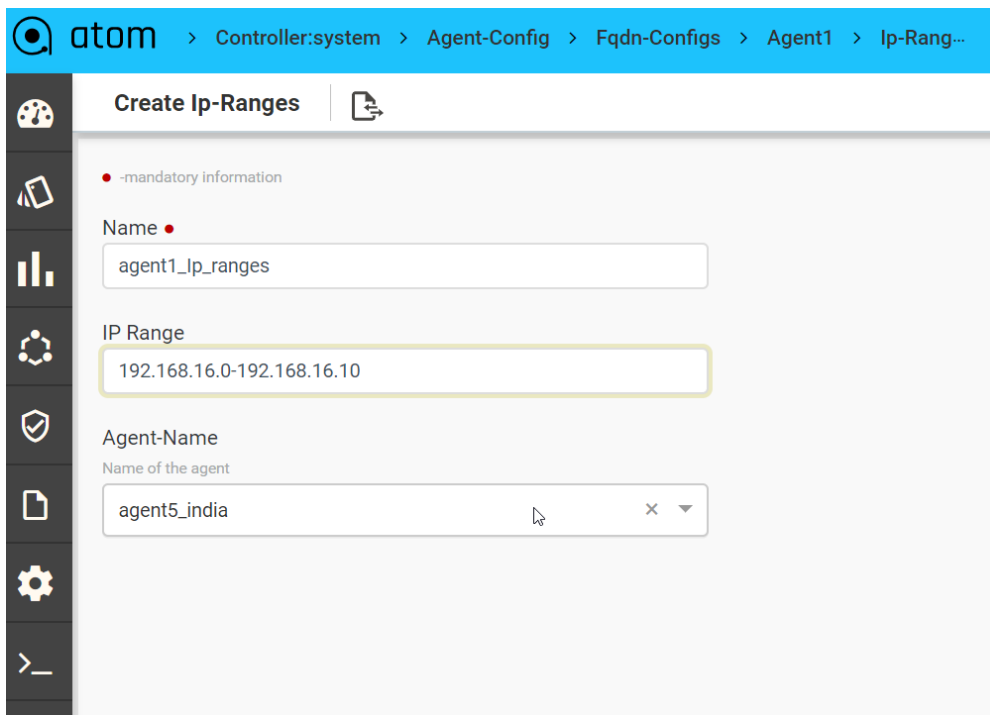 atom > Controller:system > Agent-Config > Fqdn-Configs > Agent1 > Ip-Rang...
Create Ip-Ranges
-mandatory information
Name
agent1_Ip_ranges
IP Range
192.168.16.0-192.168.16.10
Agent-Name
Name of the agent
agent5_india